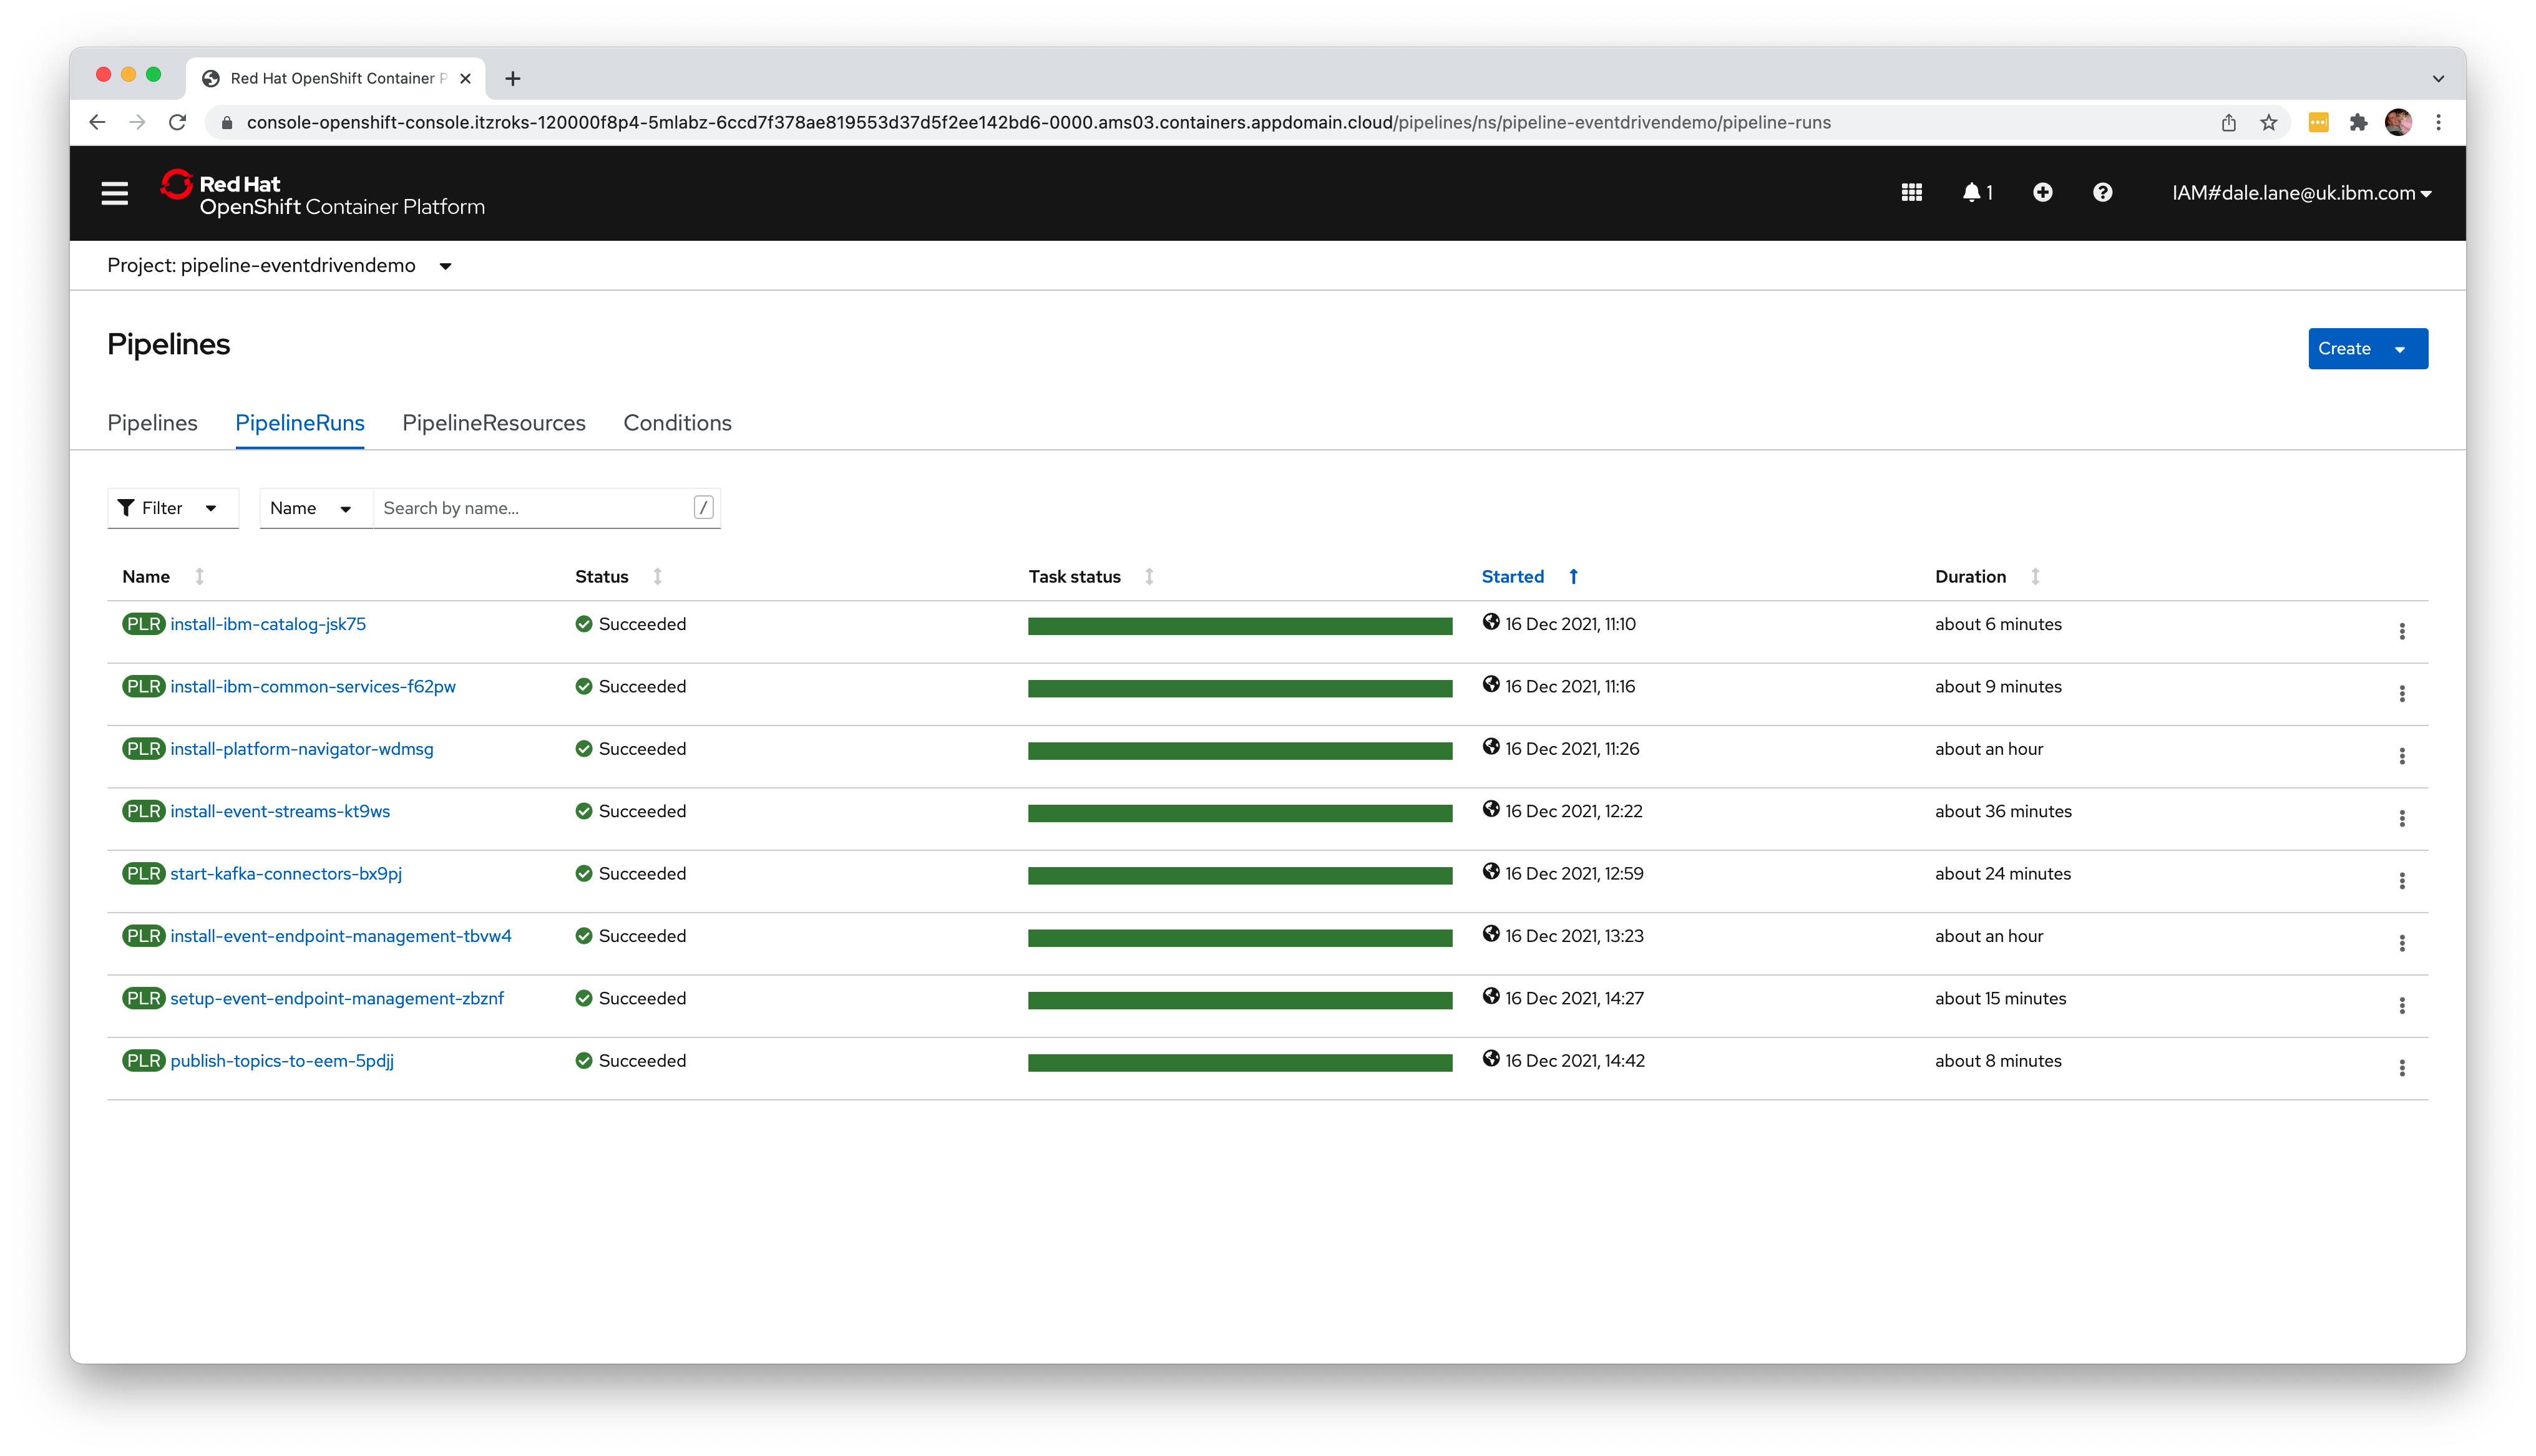 Red Hat OpenShift Container P
console-openshift-console.itzroks-120000f8p4-5mlabz-6ccd7f378ae819553d37d5f2ee142bd6-0000.ams03.containers.appdomain.cloud/pipelines/ns/pipeline-eventdrivendemo/pipeline-runs
Red Hat
OpenShift Container Platform
1
IAM#dale.lane@uk.ibm.com
Project: pipeline-eventdrivendemo
Pipelines
Create
Pipelines PipelineRuns PipelineResources Conditions
Filter Name Search by name... /
Name Status Task status Started Duration
PLR install-ibm-catalog-jsk75 Succeeded 16 Dec 2021, 11:10 about 6 minutes
PLR install-ibm-common-services-f62pw Succeeded 16 Dec 2021, 11:16 about 9 minutes
PLR install-platform-navigator-wdmsg Succeeded 16 Dec 2021, 11:26 about an hour
PLR install-event-streams-kt9ws Succeeded 16 Dec 2021, 12:22 about 36 minutes
PLR start-kafka-connectors-bx9pj Succeeded 16 Dec 2021, 12:59 about 24 minutes
PLR install-event-endpoint-management-tbvw4 Succeeded 16 Dec 2021, 13:23 about an hour
PLR setup-event-endpoint-management-zbznf Succeeded 16 Dec 2021, 14:27 about 15 minutes
PLR publish-topics-to-eem-5pdjj Succeeded 16 Dec 2021, 14:42 about 8 minutes